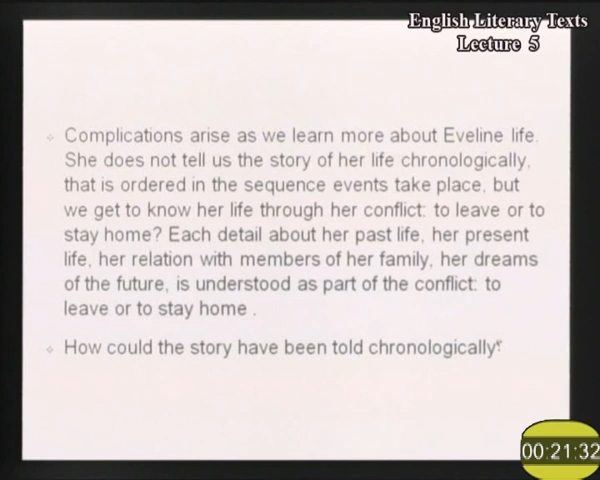 English Literary Texts
Lecture 5
Complications arise as we learn more about Eveline life.
She does not tell us the story of her life chronologically,
that is ordered in the sequence events take place, but
we get to know her life through her conflict: to leave or to
stay home? Each detail about her past life, her present
life, her relation with members of her family, her dreams
of the future, is understood as part of the conflict: to
leave or to stay home .
How could the story have been told chronologically?
00:21:32